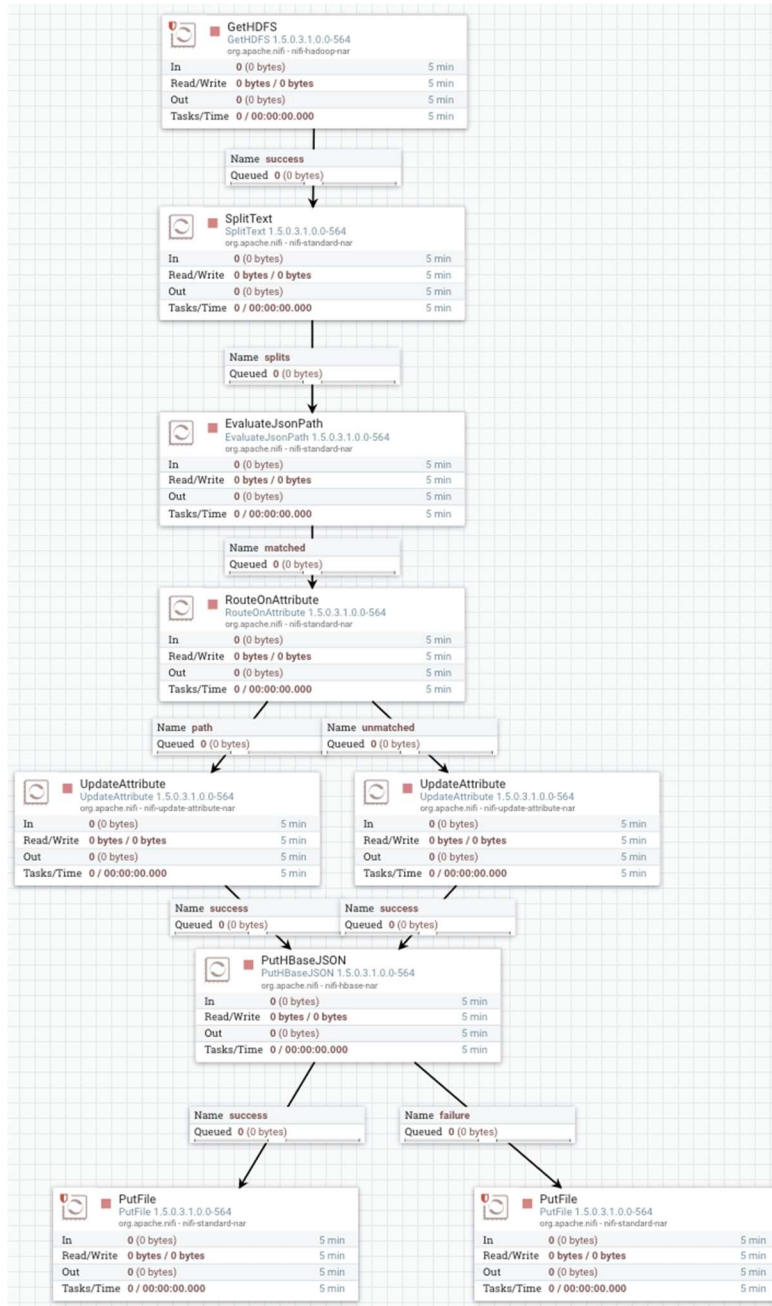 GetHDFS
GetHDFS 1.5.0.3.1.0.0-564
org.apache.nifi - nifi-hadoop-nar
In 0 (0 bytes) 5 min
Read/Write 0 bytes / 0 bytes 5 min
Out 0 (0 bytes) 5 min
Tasks/Time 0 / 00:00:00.000 5 min
Name success
Queued 0 (0 bytes)
SplitText
SplitText 1.5.0.3.1.0.0-564
org.apache.nifi - nifi-standard-nar
In 0 (0 bytes) 5 min
Read/Write 0 bytes / 0 bytes 5 min
Out 0 (0 bytes) 5 min
Tasks/Time 0 / 00:00:00.000 5 min
Name splits
Queued 0 (0 bytes)
EvaluateJsonPath
EvaluateJsonPath 1.5.0.3.1.0.0-564
org.apache.nifi - nifi-standard-nar
In 0 (0 bytes) 5 min
Read/Write 0 bytes / 0 bytes 5 min
Out 0 (0 bytes) 5 min
Tasks/Time 0 / 00:00:00.000 5 min
Name matched
Queued 0 (0 bytes)
RouteOnAttribute
RouteOnAttribute 1.5.0.3.1.0.0-564
org.apache.nifi - nifi-standard-nar
In 0 (0 bytes) 5 min
Read/Write 0 bytes / 0 bytes 5 min
Out 0 (0 bytes) 5 min
Tasks/Time 0 / 00:00:00.000 5 min
Name path
Queued 0 (0 bytes)
Name unmatched
Queued 0 (0 bytes)
UpdateAttribute
UpdateAttribute 1.5.0.3.1.0.0-564
org.apache.nifi - nifi-update-attribute-nar
In 0 (0 bytes) 5 min
Read/Write 0 bytes / 0 bytes 5 min
Out 0 (0 bytes) 5 min
Tasks/Time 0 / 00:00:00.000 5 min
UpdateAttribute
UpdateAttribute 1.5.0.3.1.0.0-564
org.apache.nifi - nifi-update-attribute-nar
In 0 (0 bytes) 5 min
Read/Write 0 bytes / 0 bytes 5 min
Out 0 (0 bytes) 5 min
Tasks/Time 0 / 00:00:00.000 5 min
Name success
Queued 0 (0 bytes)
Name success
Queued 0 (0 bytes)
PutHBaseJSON
PutHBaseJSON 1.5.0.3.1.0.0-564
org.apache.nifi - nifi-hbase-nar
In 0 (0 bytes) 5 min
Read/Write 0 bytes / 0 bytes 5 min
Out 0 (0 bytes) 5 min
Tasks/Time 0 / 00:00:00.000 5 min
Name success
Queued 0 (0 bytes)
Name failure
Queued 0 (0 bytes)
PutFile
PutFile 1.5.0.3.1.0.0-564
org.apache.nifi - nifi-standard-nar
In 0 (0 bytes) 5 min
Read/Write 0 bytes / 0 bytes 5 min
Out 0 (0 bytes) 5 min
Tasks/Time 0 / 00:00:00.000 5 min
PutFile
PutFile 1.5.0.3.1.0.0-564
org.apache.nifi - nifi-standard-nar
In 0 (0 bytes) 5 min
Read/Write 0 bytes / 0 bytes 5 min
Out 0 (0 bytes) 5 min
Tasks/Time 0 / 00:00:00.000 5 min